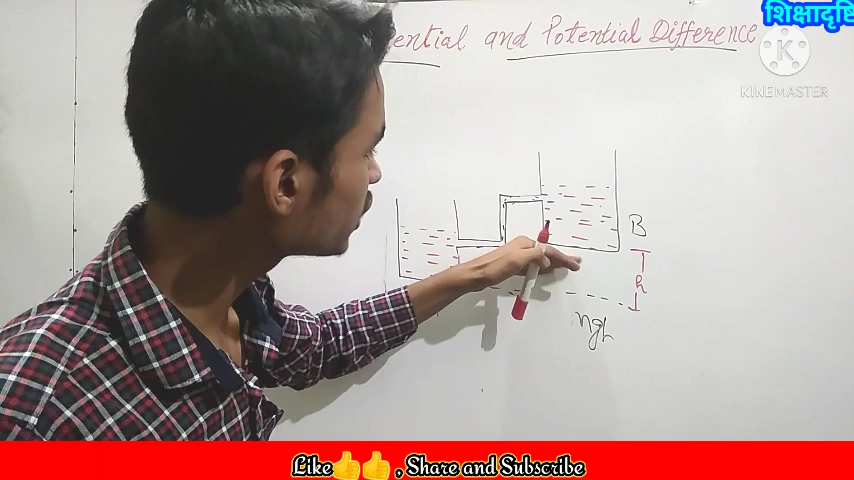 शिक्षादृष्टि
ential and Potential Difference
K
KINEMASTER
B
h
mgh
Like👍👍, Share and Subscribe